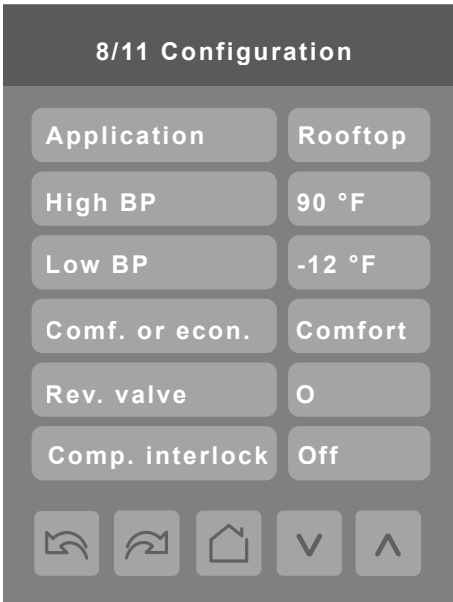 8/11 Configuration
Application Rooftop
High BP 90 °F
Low BP -12 °F
Comf. or econ. Comfort
Rev. valve O
Comp. interlock Off